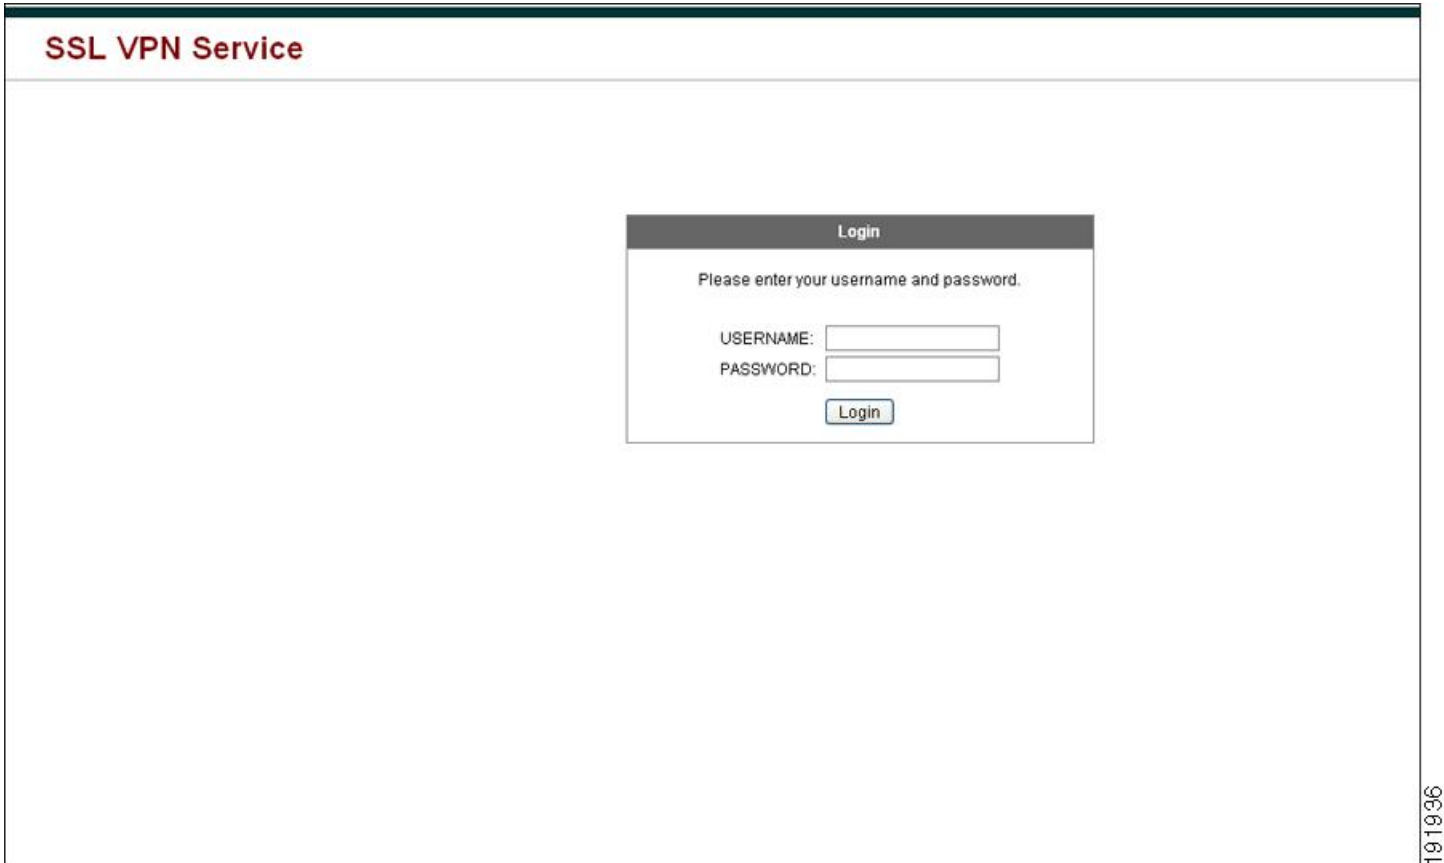 SSL VPN Service
Login
Please enter your username and password.
USERNAME:
PASSWORD:
Login
191936